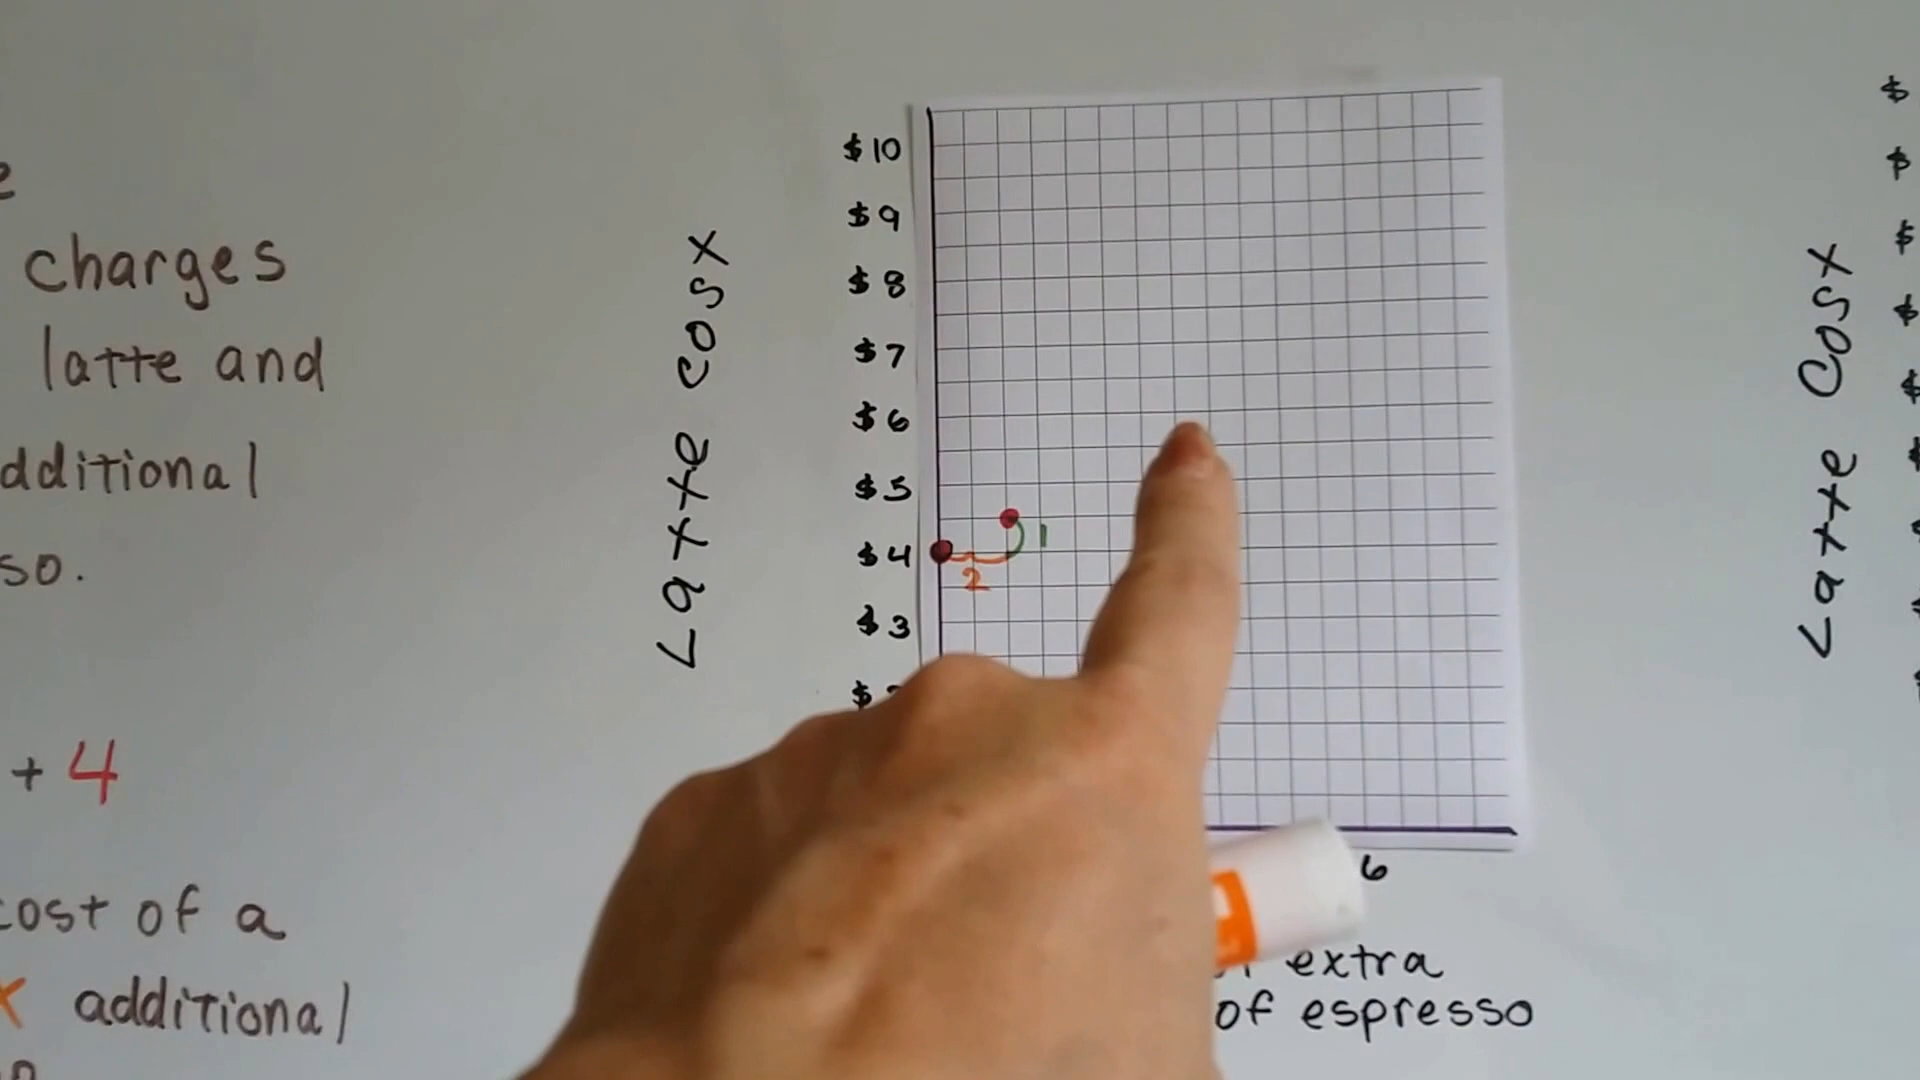 charges
latte and
dditional
so.
+ 4
cost of a
x additional
Latte cost
$10
$9
$8
$7
$6
$5
$4
$3
$
1
2
6
extra
of espresso
Latte Cost
$
$
$
$
$
$